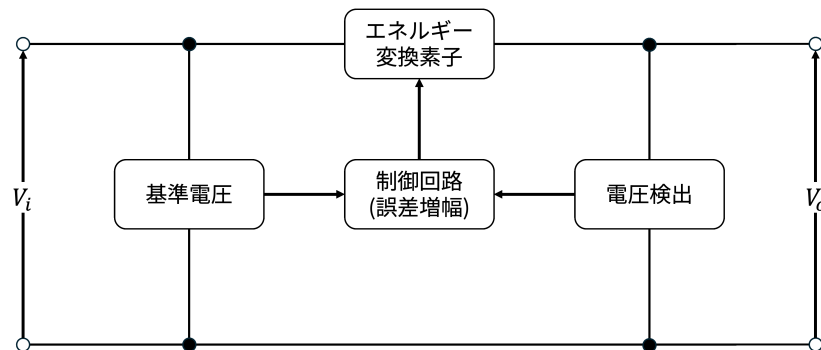 エネルギー
変換素子
基準電圧
制御回路
(誤差増幅)
電圧検出
V_i
V_o